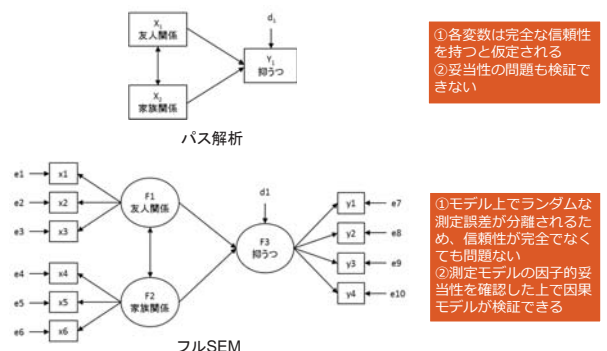 X₁
友人関係
d₁
Y₁
抑うつ
X₂
家族関係
パス解析
①各変数は完全な信頼性
を持つと仮定される
②妥当性の問題も検証で
きない
e1
x1
e2
x2
e3
x3
F1
友人関係
e4
x4
e5
x5
e6
x6
F2
家族関係
d1
F3
抑うつ
y1
e7
y2
e8
y3
e9
y4
e10
フルSEM
①モデル上でランダムな
測定誤差が分離されるた
め、信頼性が完全でなく
ても問題ない
②測定モデルの因子的妥
当性を確認した上で因果
モデルが検証できる